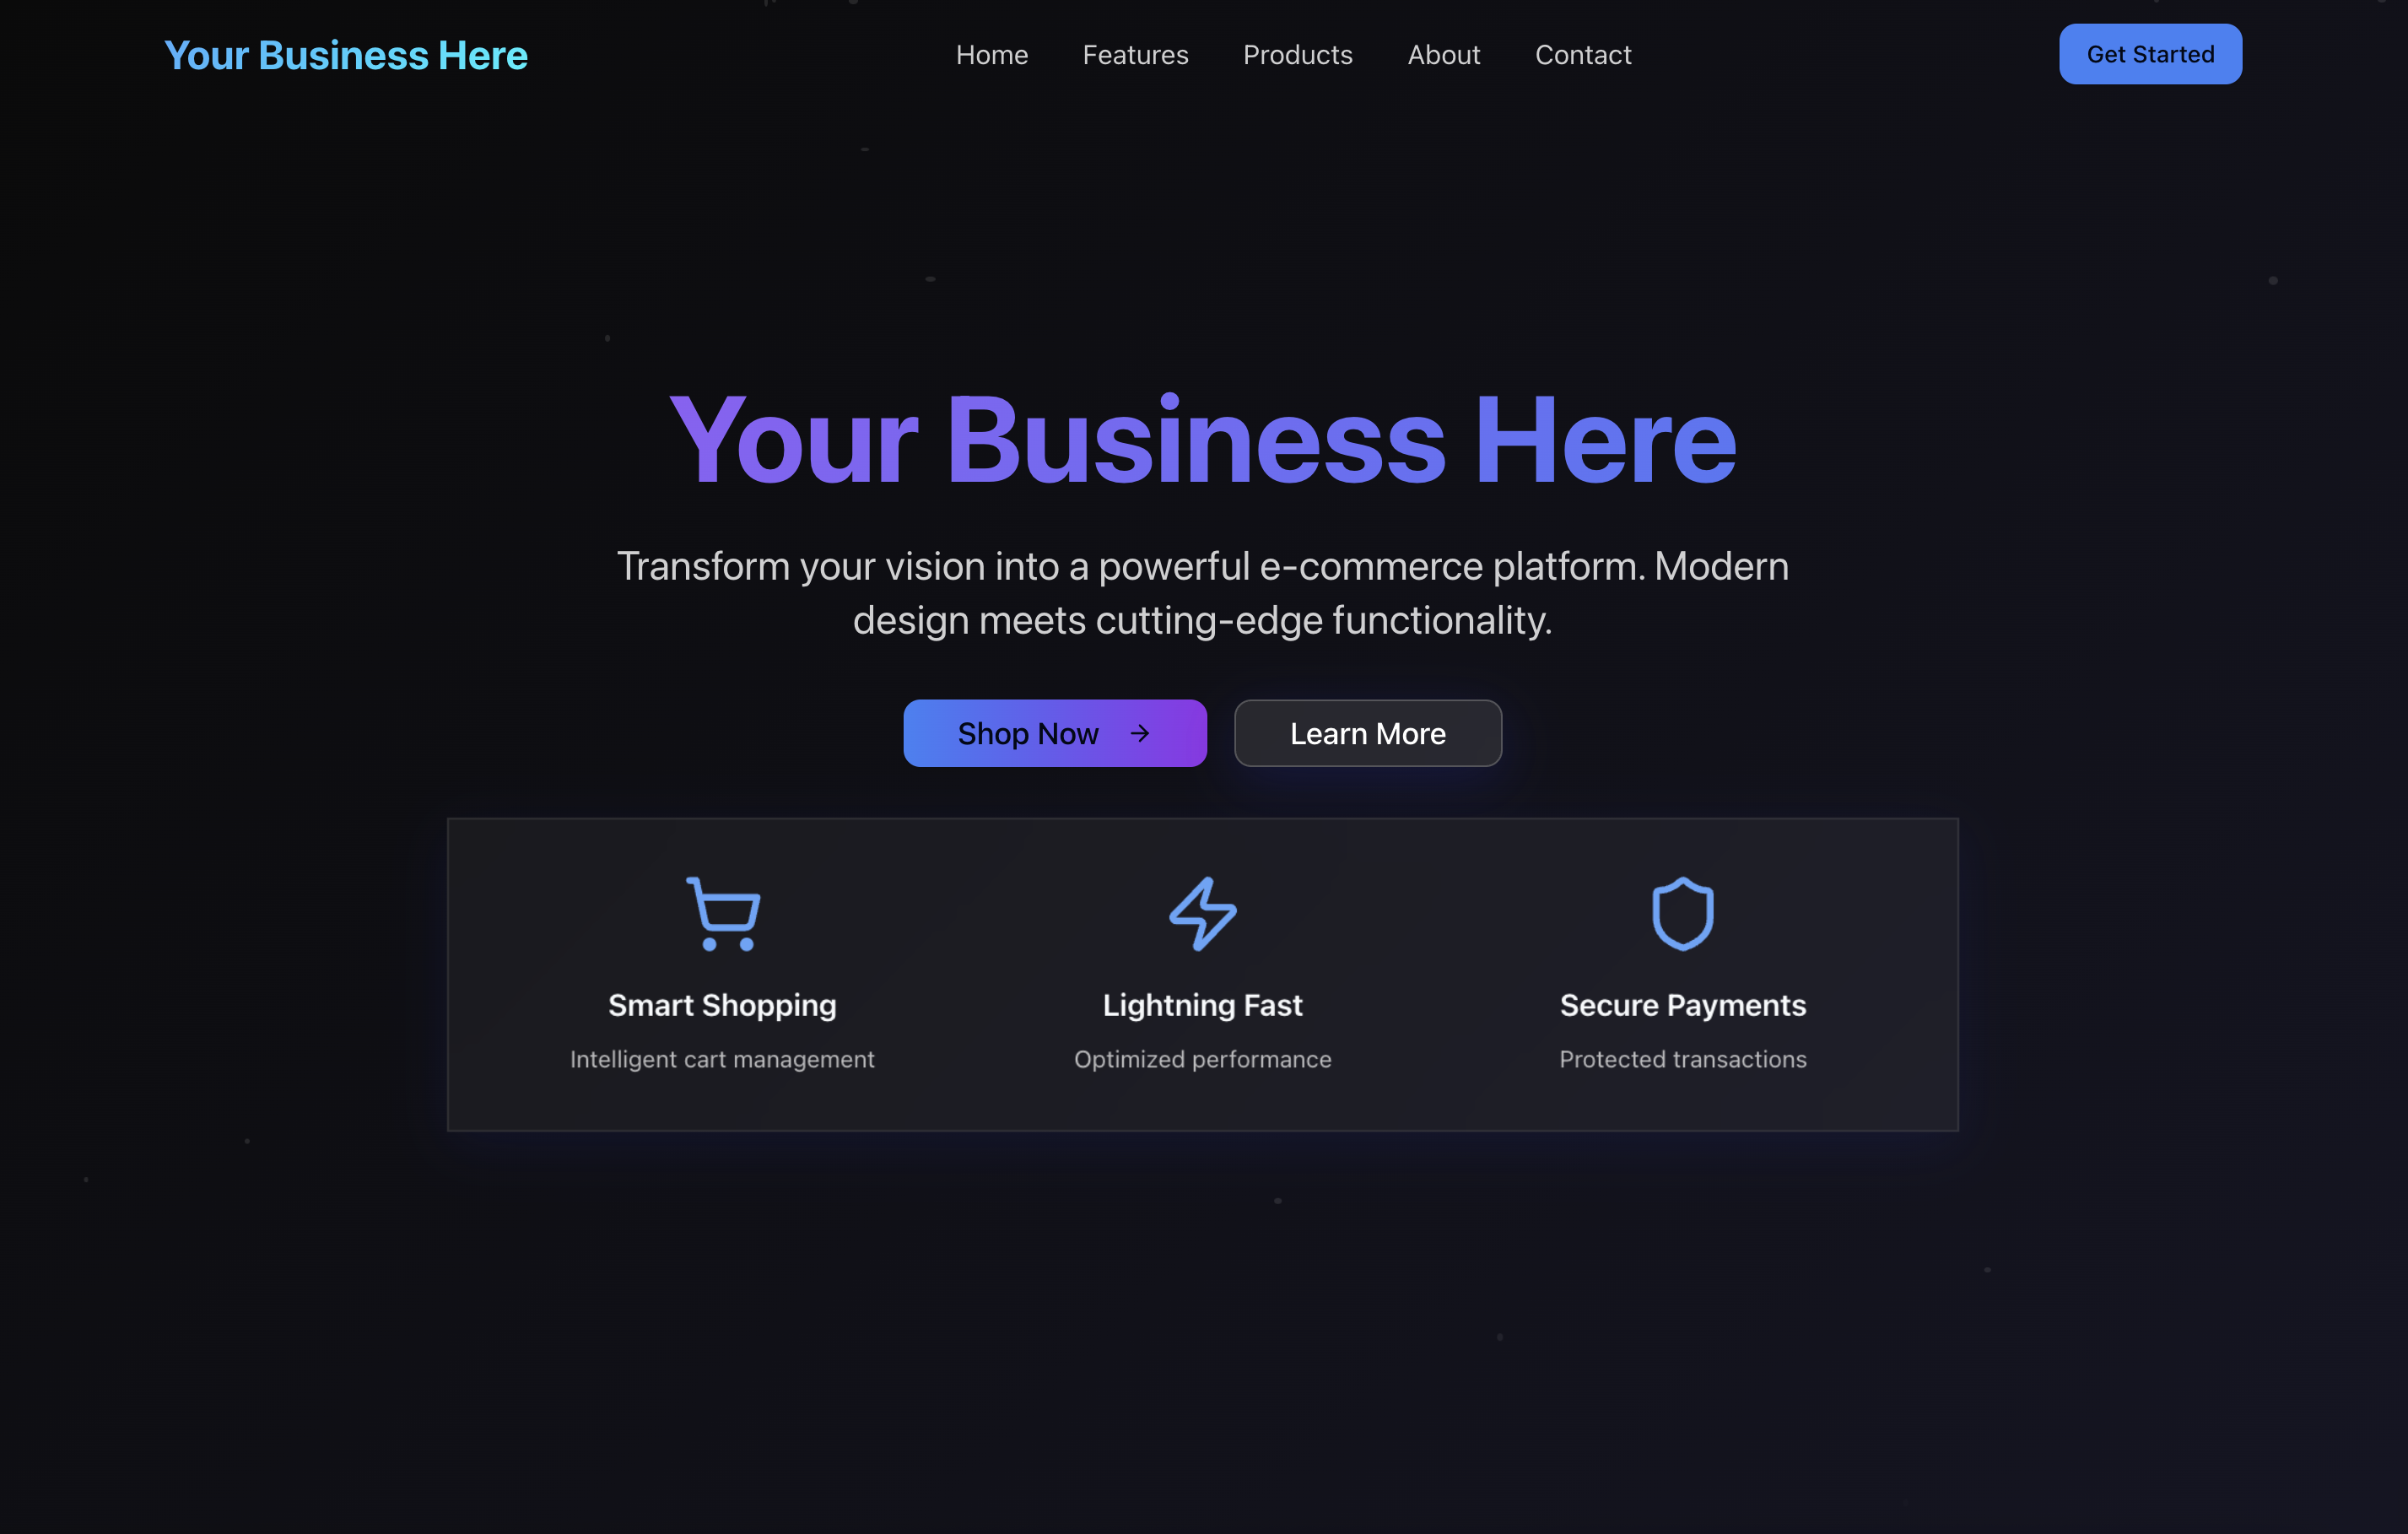 Your Business Here
Home
Features
Products
About
Contact
Get Started
Your Business Here
Transform your vision into a powerful e-commerce platform. Modern
design meets cutting-edge functionality.
Shop Now
Learn More
Smart Shopping
Intelligent cart management
Lightning Fast
Optimized performance
Secure Payments
Protected transactions